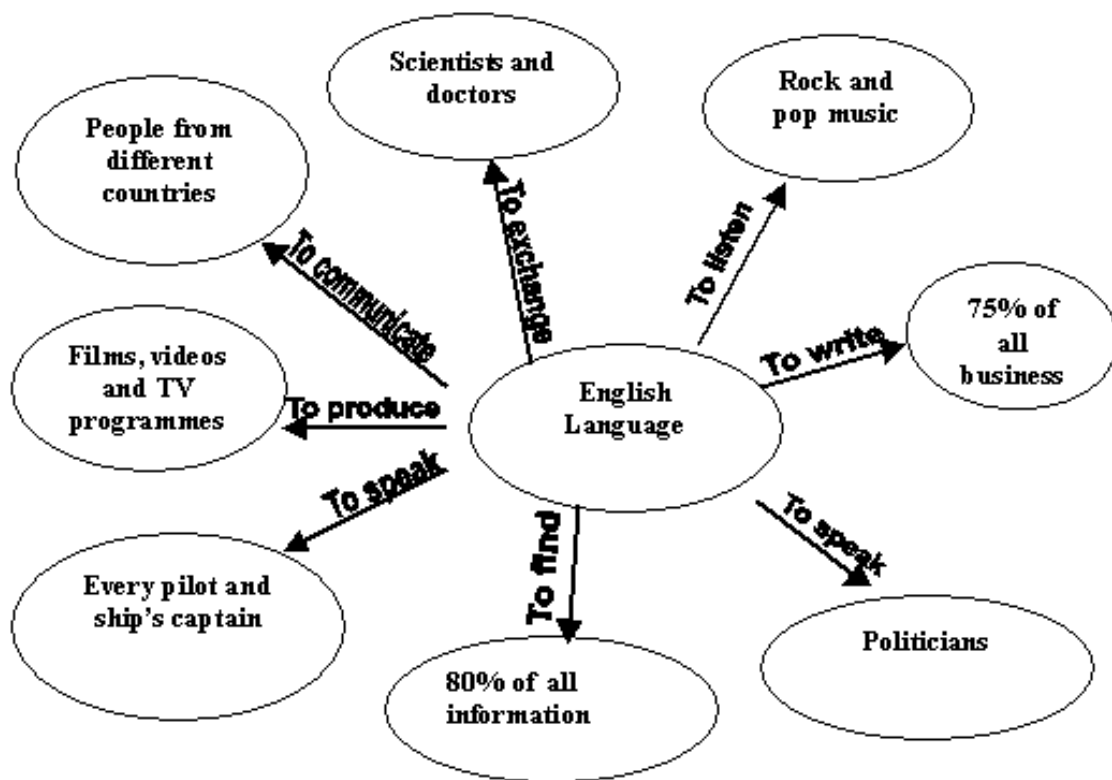 Scientists and
doctors
Rock and
pop music
People from
different
countries
To exchange
To listen
To communicate
75% of
all
business
To write
Films, videos
and TV
programmes
To produce
English
Language
To speak
To find
To speak
Every pilot and
ship's captain
Politicians
80% of all
information